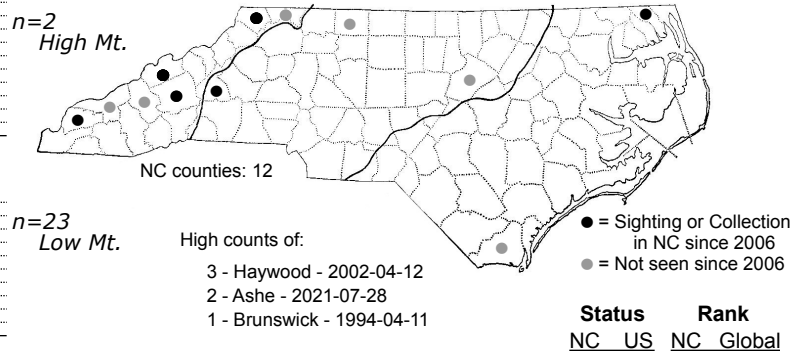 n=2
High Mt.
NC counties: 12
n=23
Low Mt.
High counts of:
3 - Haywood - 2002-04-12
2 - Ashe - 2021-07-28
1 - Brunswick - 1994-04-11
● = Sighting or Collection
in NC since 2006
● = Not seen since 2006
Status Rank
NC US NC Global